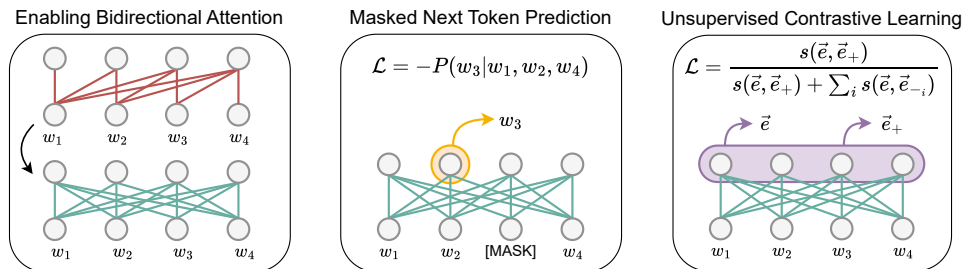 Enabling Bidirectional Attention
w₁ w₂ w₃ w₄
w₁ w₂ w₃ w₄
Masked Next Token Prediction
ℒ = −P(w₃|w₁, w₂, w₄)
w₃
w₁ w₂ [MASK] w₄
Unsupervised Contrastive Learning
ℒ = s(e⃗, e⃗₊) / (s(e⃗, e⃗₊) + ∑ᵢ s(e⃗, e⃗₋ᵢ))
e⃗ e⃗₊
w₁ w₂ w₃ w₄